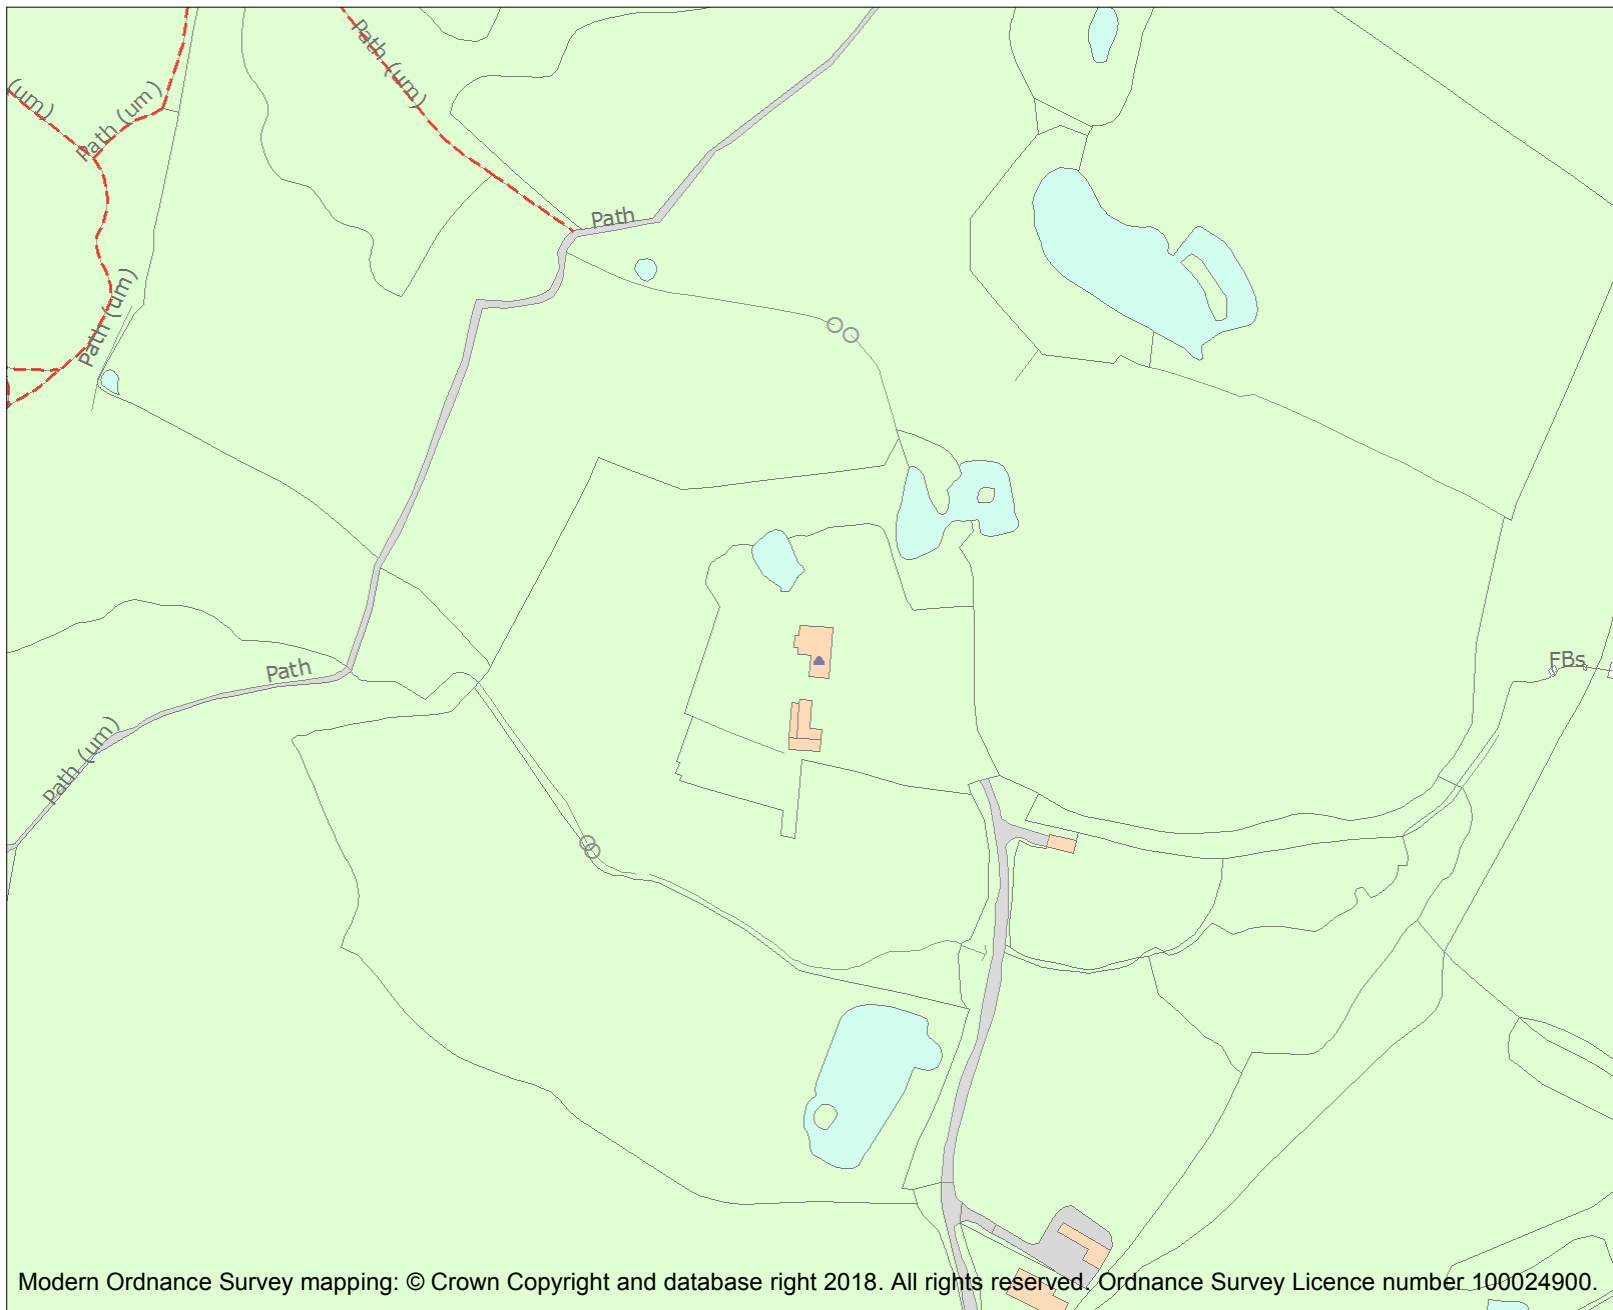 Path (um)
(um)
Path (um)
Path
Path (um)
FBs
Path
Path (um)
Modern Ordnance Survey mapping: © Crown Copyright and database right 2018. All rights reserved. Ordnance Survey Licence number 100024900.